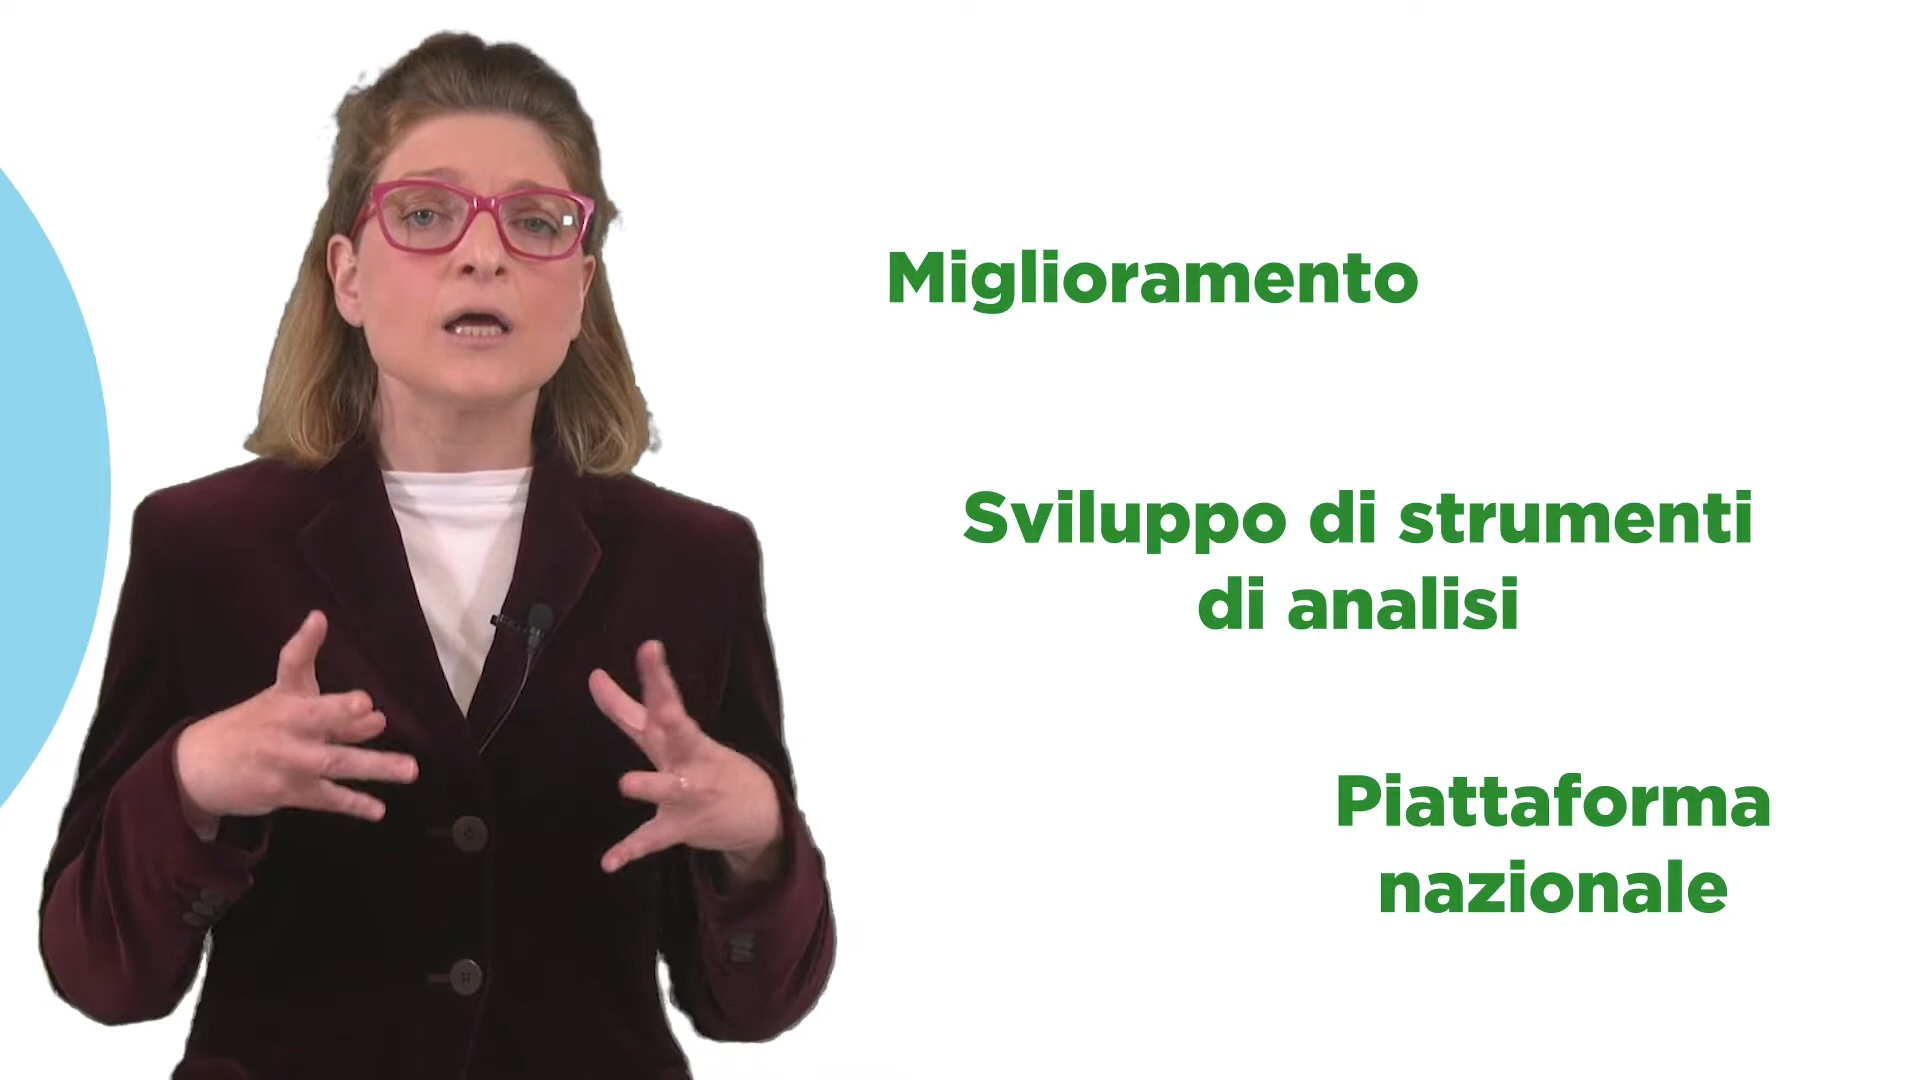 Miglioramento
Sviluppo di strumenti
di analisi
Piattaforma
nazionale